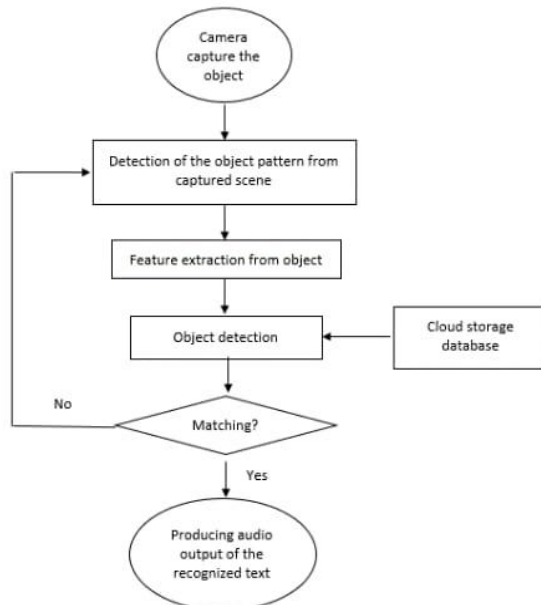 Camera
capture the
object
Detection of the object pattern from
captured scene
Feature extraction from object
Object detection
Cloud storage
database
No
Matching?
Yes
Producing audio
output of the
recognized text